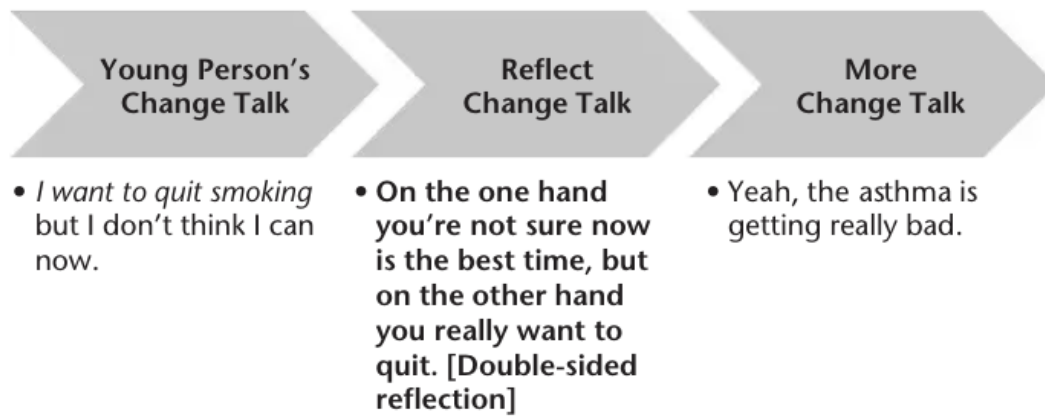 Young Person's
Change Talk
Reflect
Change Talk
More
Change Talk
• I want to quit smoking
but I don't think I can
now.
• On the one hand
you're not sure now
is the best time, but
on the other hand
you really want to
quit. [Double-sided
reflection]
• Yeah, the asthma is
getting really bad.